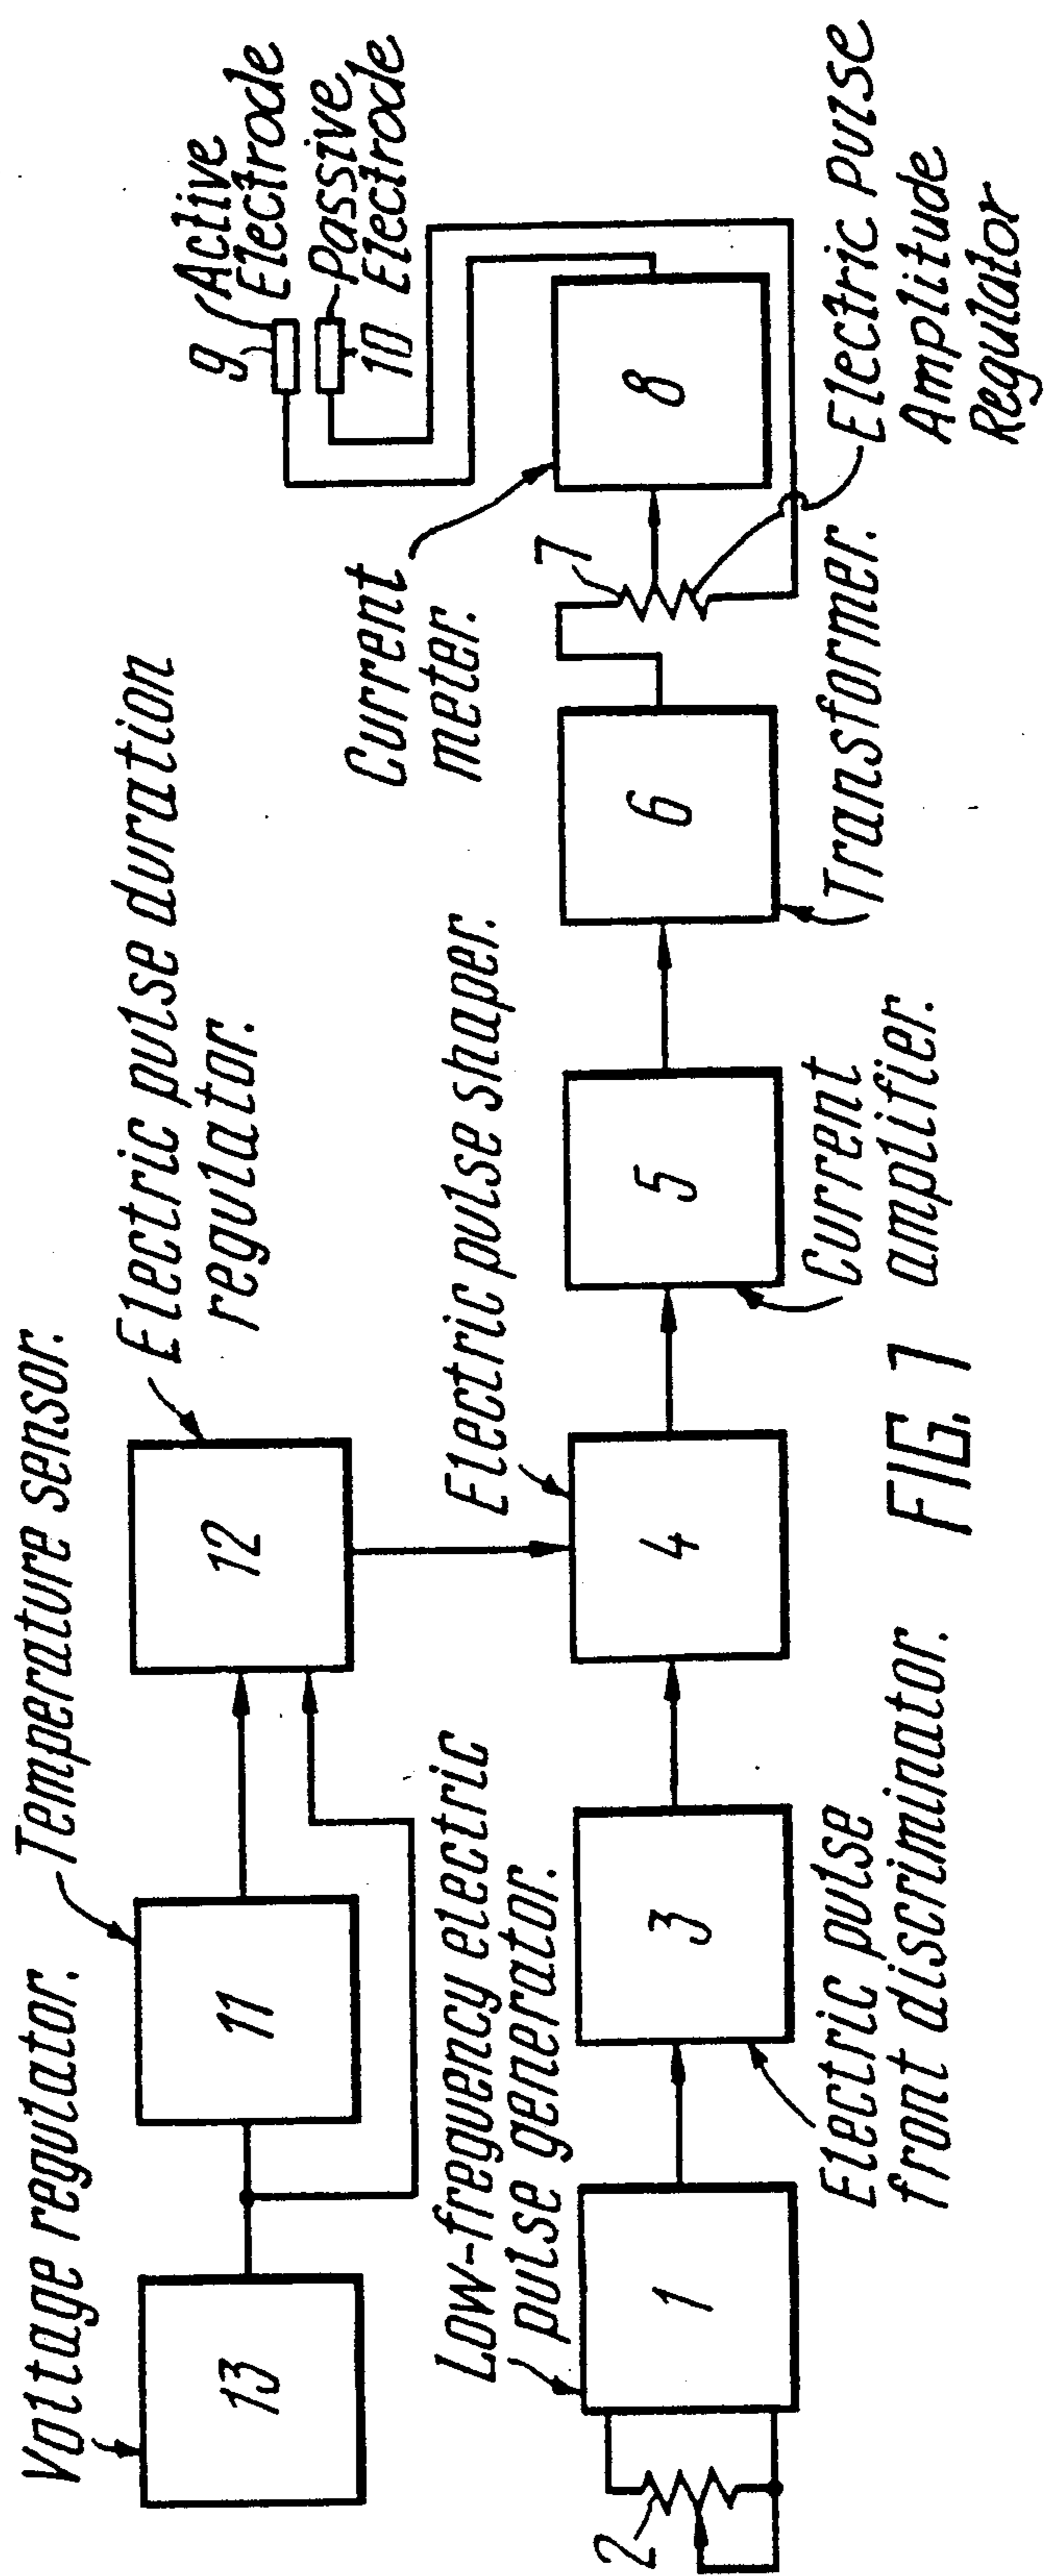 Voltage regulator.
Temperature sensor.
Electric pulse duration
regulator.
9
Active
Electrode
Passive
Electrode
10
13
11
12
Low-frequency electric
pulse generator.
Electric pulse shaper.
Current
meter.
7
2
1
3
4
5
6
8
Electric pulse
front discriminator.
Current
amplifier.
Transformer.
Electric Pulse
Amplitude
Regulator
FIG. 1